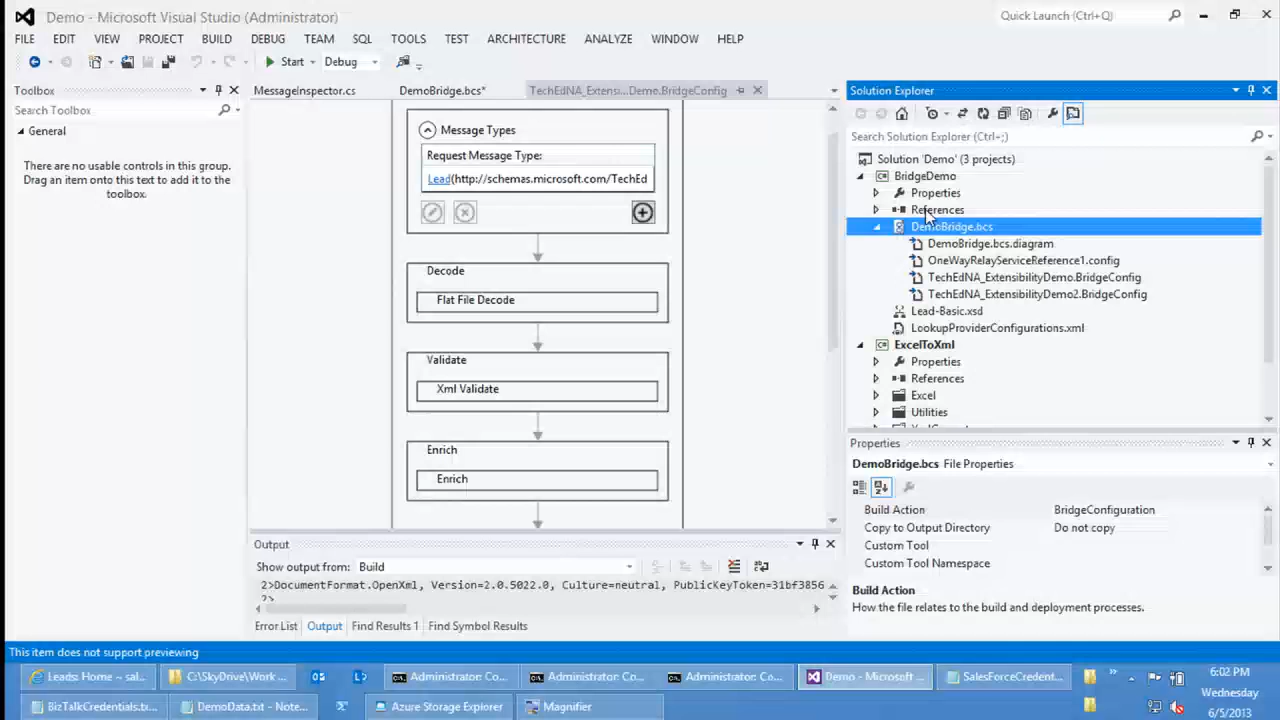 Demo - Microsoft Visual Studio (Administrator)
Quick Launch (Ctrl+Q)
FILE EDIT VIEW PROJECT BUILD DEBUG TEAM SQL TOOLS TEST ARCHITECTURE ANALYZE WINDOW HELP
Start Debug
Toolbox
Search Toolbox
General
There are no usable controls in this group.
Drag an item onto this text to add it to the
toolbox.
MessageInspector.cs DemoBridge.bcs* TechEdNA_Extensi...Demo.BridgeConfig
Message Types
Request Message Type:
Lead(http://schemas.microsoft.com/TechEd
Decode
Flat File Decode
Validate
Xml Validate
Enrich
Enrich
Output
Show output from: Build
2>DocumentFormat.OpenXml, Version=2.0.5022.0, Culture=neutral, PublicKeyToken=31bf3856
2>
Error List Output Find Results 1 Find Symbol Results
Solution Explorer
Search Solution Explorer (Ctrl+;)
Solution 'Demo' (3 projects)
BridgeDemo
Properties
References
DemoBridge.bcs
DemoBridge.bcs.diagram
OneWayRelayServiceReference1.config
TechEdNA_ExtensibilityDemo.BridgeConfig
TechEdNA_ExtensibilityDemo2.BridgeConfig
Lead-Basic.xsd
LookupProviderConfigurations.xml
ExcelToXml
Properties
References
Excel
Utilities
Properties
DemoBridge.bcs File Properties
Build Action BridgeConfiguration
Copy to Output Directory Do not copy
Custom Tool
Custom Tool Namespace
Build Action
How the file relates to the build and deployment processes.
This item does not support previewing
Leads: Home ~ sal... C:\SkyDrive\Work ... Administrator: Co... Administrator: Co... Administrator: Co... Demo - Microsoft ... SalesForceCredent...
BizTalkCredentials.tx... DemoData.txt - Note... Azure Storage Explorer Magnifier
6:02 PM
Wednesday
6/5/2013